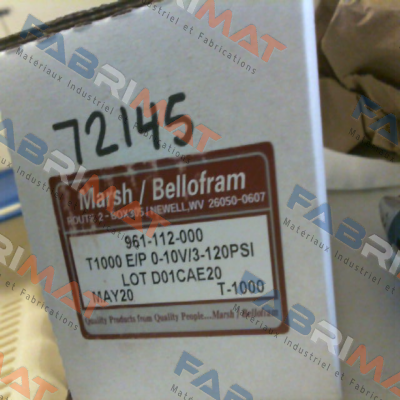 72145
Marsh / Bellofram
ROUTE 2 - BOX 305 / NEWELL, WV 26050-0607
961-112-000
T1000 E/P 0-10V/3-120PSI
LOT D01CAE20
MAY20 T-1000
Quality Products from Quality People....Marsh / Bellofram
FABRIMAT
Materiaux Industriel et Fabrications